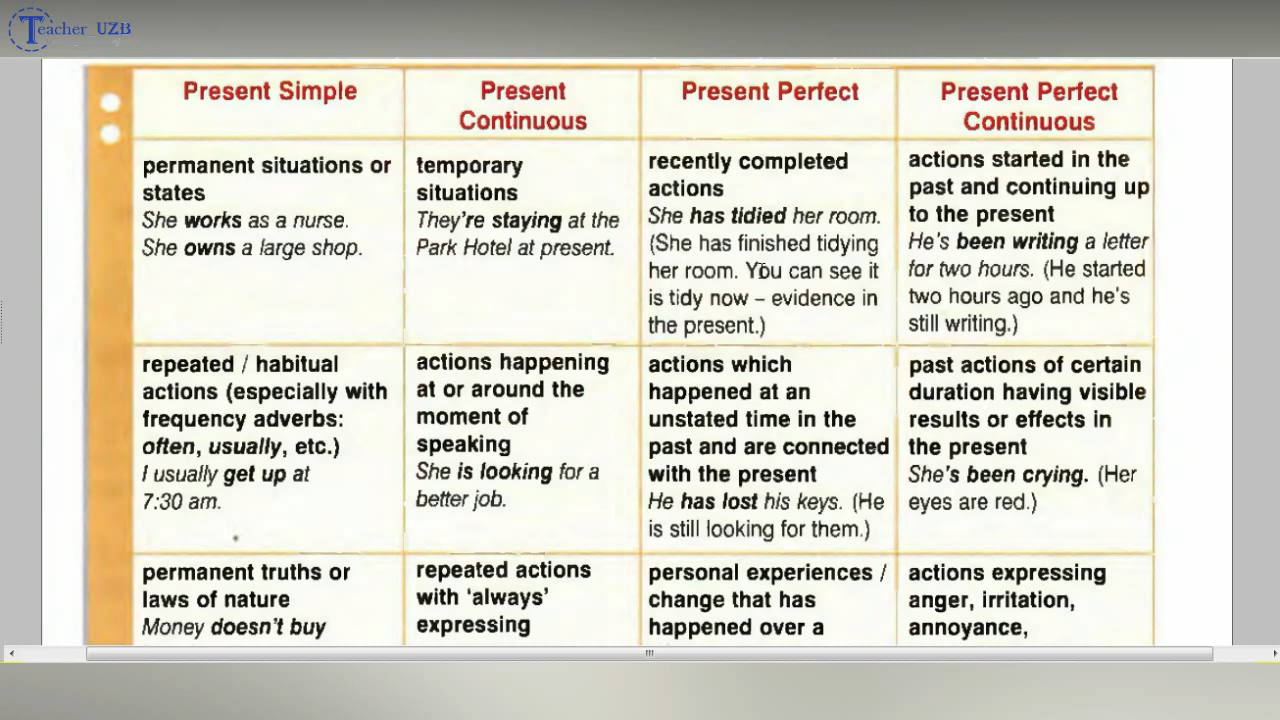 Teacher_UZB
Present Simple
Present
Continuous
Present Perfect
Present Perfect
Continuous
permanent situations or
states
She works as a nurse.
She owns a large shop.
temporary
situations
They're staying at the
Park Hotel at present.
recently completed
actions
She has tidied her room.
(She has finished tidying
her room. You can see it
is tidy now – evidence in
the present.)
actions started in the
past and continuing up
to the present
He's been writing a letter
for two hours. (He started
two hours ago and he's
still writing.)
repeated / habitual
actions (especially with
frequency adverbs:
often, usually, etc.)
I usually get up at
7:30 am.
actions happening
at or around the
moment of
speaking
She is looking for a
better job.
actions which
happened at an
unstated time in the
past and are connected
with the present
He has lost his keys. (He
is still looking for them.)
past actions of certain
duration having visible
results or effects in
the present
She's been crying. (Her
eyes are red.)
permanent truths or
laws of nature
Money doesn't buy
repeated actions
with 'always'
expressing
personal experiences /
change that has
happened over a
actions expressing
anger, irritation,
annoyance,